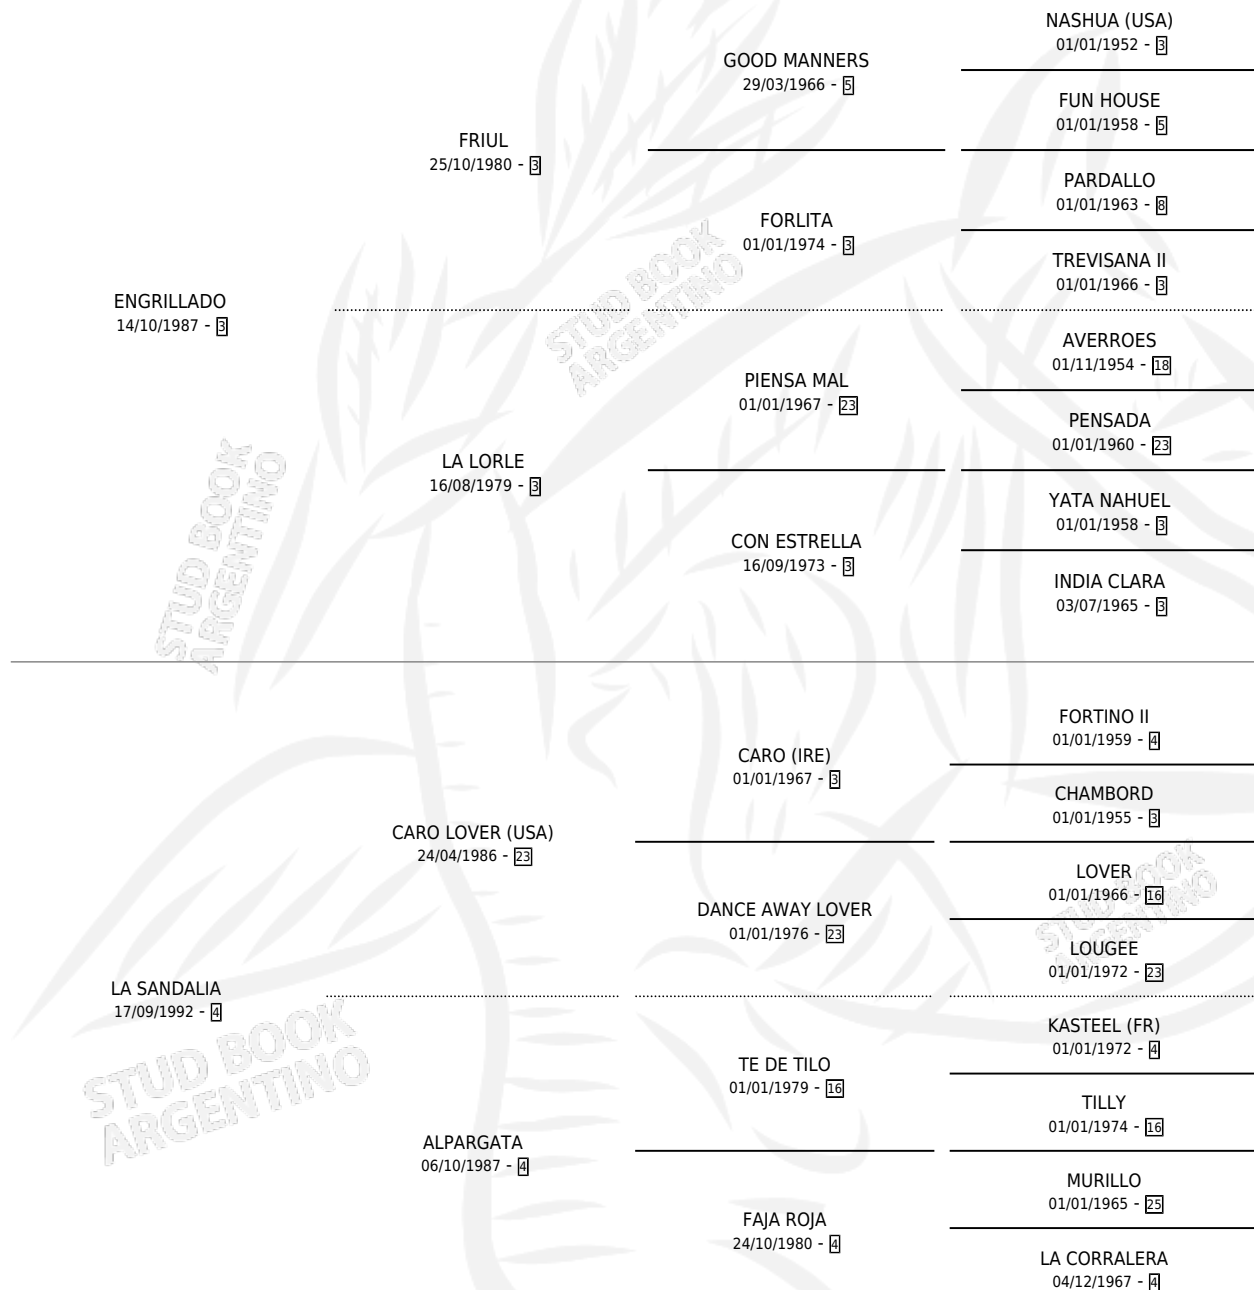 NASHUA (USA)
01/01/1952 - 3
GOOD MANNERS
29/03/1966 - 5
FUN HOUSE
01/01/1958 - 5
FRIUL
25/10/1980 - 3
PARDALLO
01/01/1963 - 8
FORLITA
01/01/1974 - 3
TREVISANA II
01/01/1966 - 3
ENGRILLADO
14/10/1987 - 3
STUD BOOK
ARGENTINO
AVERROES
01/11/1954 - 18
PIENSA MAL
01/01/1967 - 23
PENSADA
01/01/1960 - 23
LA LORLE
16/08/1979 - 3
YATA NAHUEL
01/01/1958 - 3
CON ESTRELLA
16/09/1973 - 3
INDIA CLARA
03/07/1965 - 3
STUD BOOK
ARGENTINO
FORTINO II
01/01/1959 - 4
CARO (IRE)
01/01/1967 - 3
CHAMBORD
01/01/1955 - 3
CARO LOVER (USA)
24/04/1986 - 23
LOVER
01/01/1966 - 16
DANCE AWAY LOVER
01/01/1976 - 23
LOUGEE
01/01/1972 - 23
STUD BOOK
ARGENTINO
LA SANDALIA
17/09/1992 - 4
KASTEEL (FR)
01/01/1972 - 4
TE DE TILO
01/01/1979 - 16
TILLY
01/01/1974 - 16
STUD BOOK
ARGENTINO
ALPARGATA
06/10/1987 - 4
MURILLO
01/01/1965 - 25
FAJA ROJA
24/10/1980 - 4
LA CORRALERA
04/12/1967 - 4